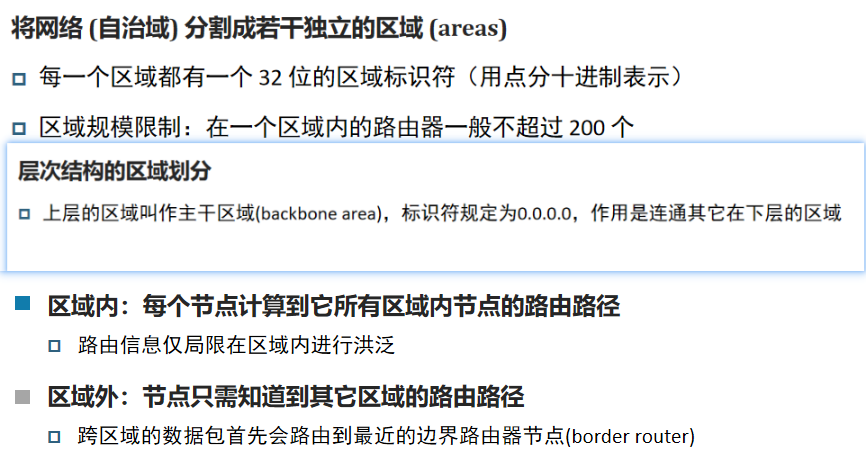 将网络 (自治域) 分割成若干独立的区域 (areas)
每一个区域都有一个 32 位的区域标识符（用点分十进制表示）
区域规模限制：在一个区域内的路由器一般不超过 200 个
层次结构的区域划分
上层的区域叫作主干区域(backbone area)，标识符规定为0.0.0.0，作用是连通其它在下层的区域
区域内：每个节点计算到它所有区域内节点的路由路径
路由信息仅局限在区域内进行洪泛
区域外：节点只需知道到其它区域的路由路径
跨区域的数据包首先会路由到最近的边界路由器节点(border router)